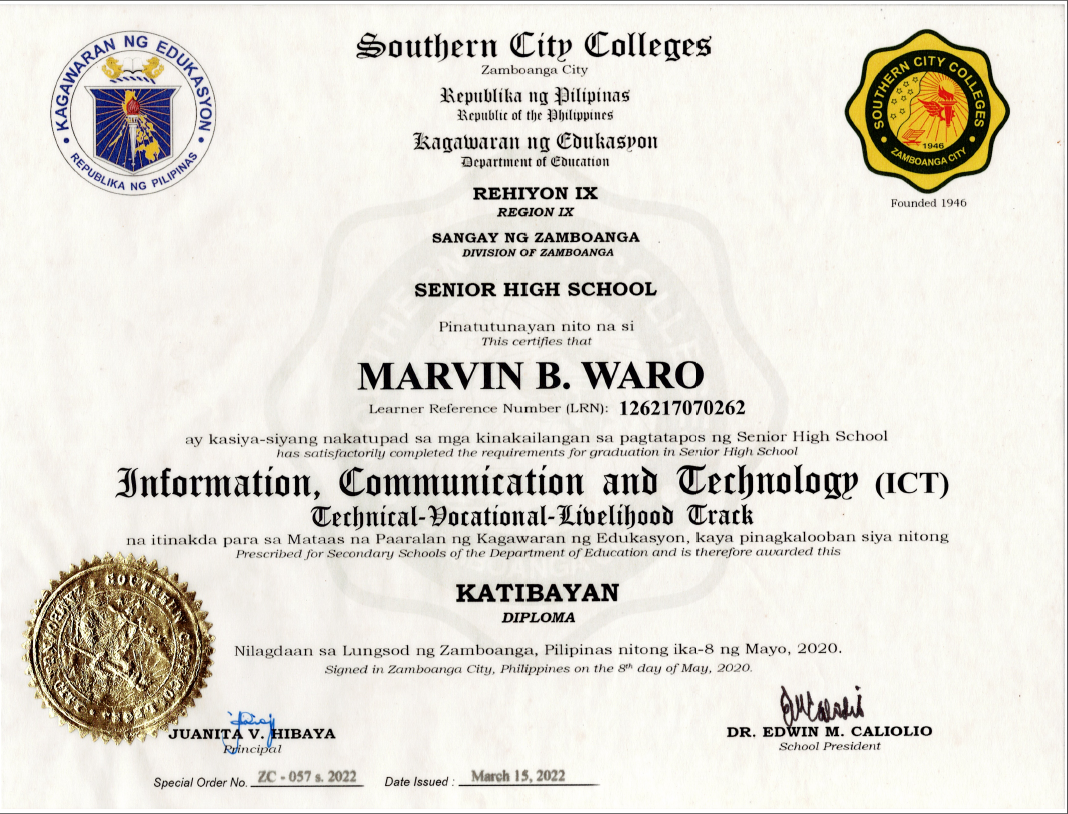 KAGAWARAN NG EDUKASYON
REPUBLIKA NG PILIPINAS
Southern City Colleges
Zamboanga City
Republika ng Pilipinas
Republic of the Philippines
Kagawaran ng Edukasyon
Department of Education
REHIYON IX
REGION IX
SANGAY NG ZAMBOANGA
DIVISION OF ZAMBOANGA
SENIOR HIGH SCHOOL
SOUTHERN CITY COLLEGES
1946
ZAMBOANGA CITY
Founded 1946
Pinatutunayan nito na si
This certifies that
MARVIN B. WARO
Learner Reference Number (LRN): 126217070262
ay kasiya-siyang nakatupad sa mga kinakailangan sa pagtatapos ng Senior High School
has satisfactorily completed the requirements for graduation in Senior High School
Information, Communication and Technology (ICT)
Technical-Vocational-Livelihood Track
na itinakda para sa Mataas na Paaralan ng Kagawaran ng Edukasyon, kaya pinagkalooban siya nitong
Prescribed for Secondary Schools of the Department of Education and is therefore awarded this
KATIBAYAN
DIPLOMA
Nilagdaan sa Lungsod ng Zamboanga, Pilipinas nitong ika-8 ng Mayo, 2020.
Signed in Zamboanga City, Philippines on the 8th day of May, 2020.
JUANITA V. HIBAYA
Principal
DR. EDWIN M. CALIOLIO
School President
Special Order No. ZC - 057 s. 2022 Date Issued : March 15, 2022